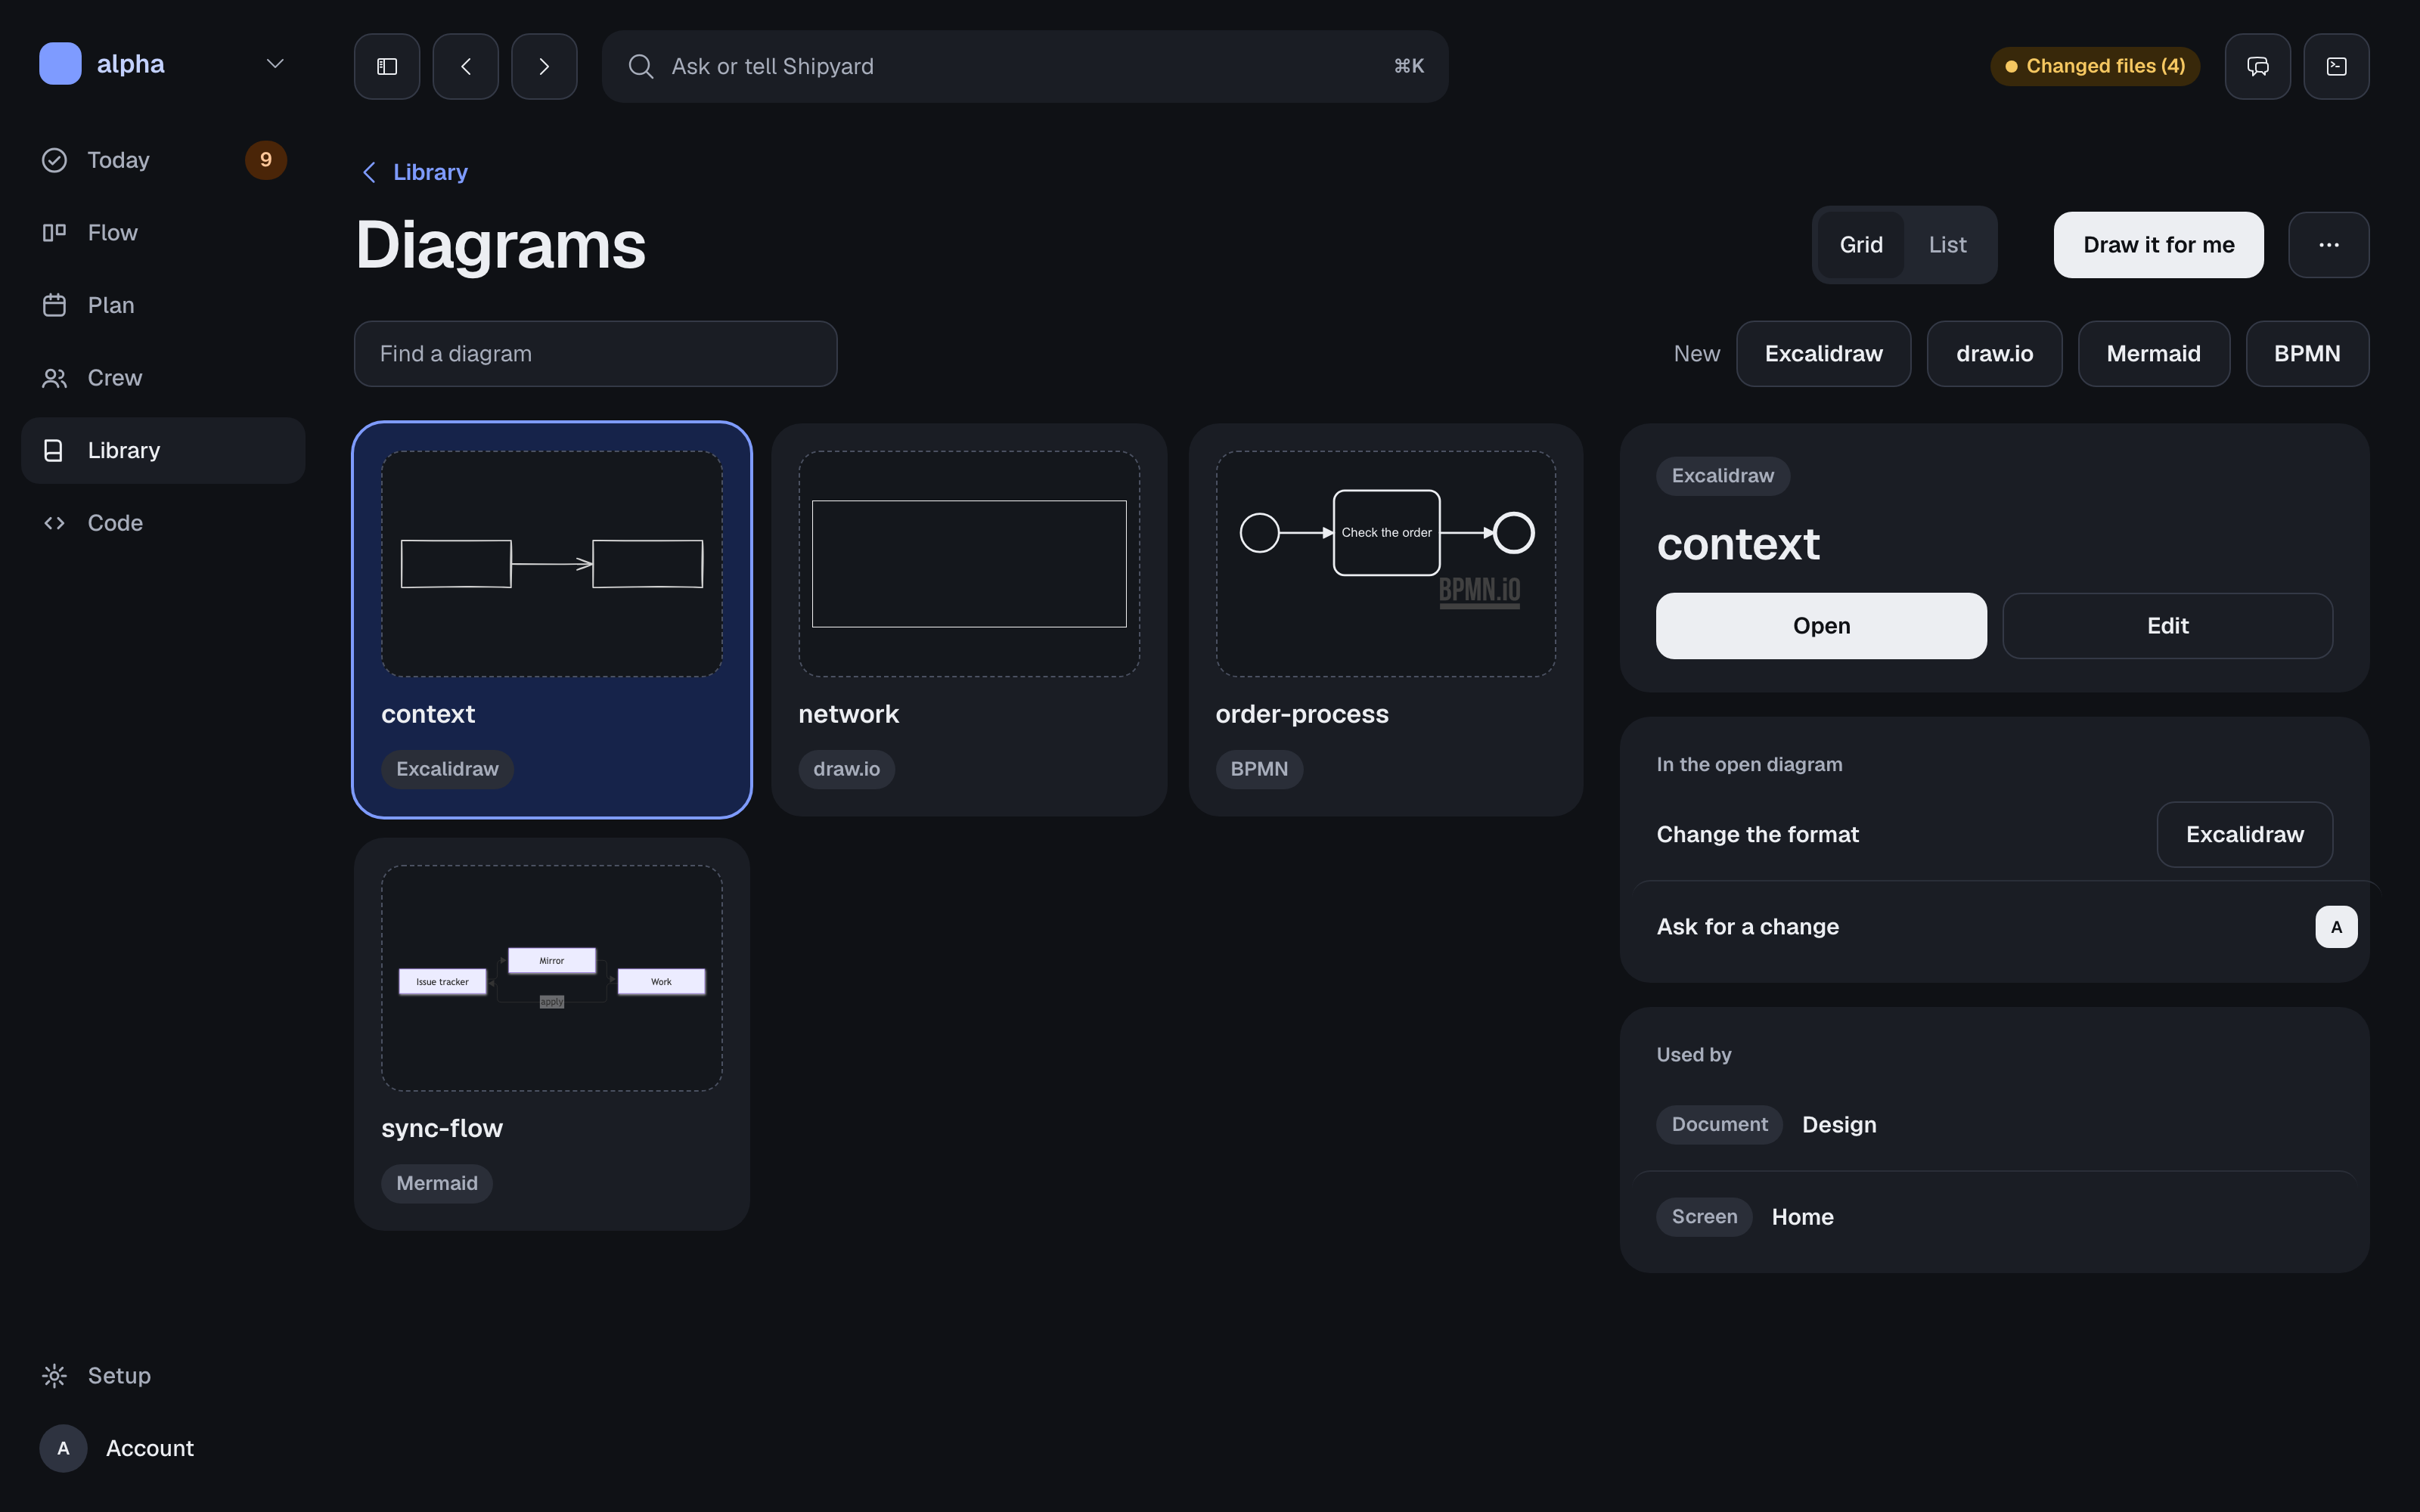 alpha
Ask or tell Shipyard ⌘K
Changed files (4)
Today 9
Flow
Plan
Crew
Library
Code
Setup
A Account
Library
Diagrams
Grid List
Draw it for me
Find a diagram
New Excalidraw draw.io Mermaid BPMN
context
Excalidraw
network
draw.io
Check the order
BPMN.iO
order-process
BPMN
Issue tracker
Mirror
Work
apply
sync-flow
Mermaid
Excalidraw
context
Open Edit
In the open diagram
Change the format Excalidraw
Ask for a change A
Used by
Document Design
Screen Home